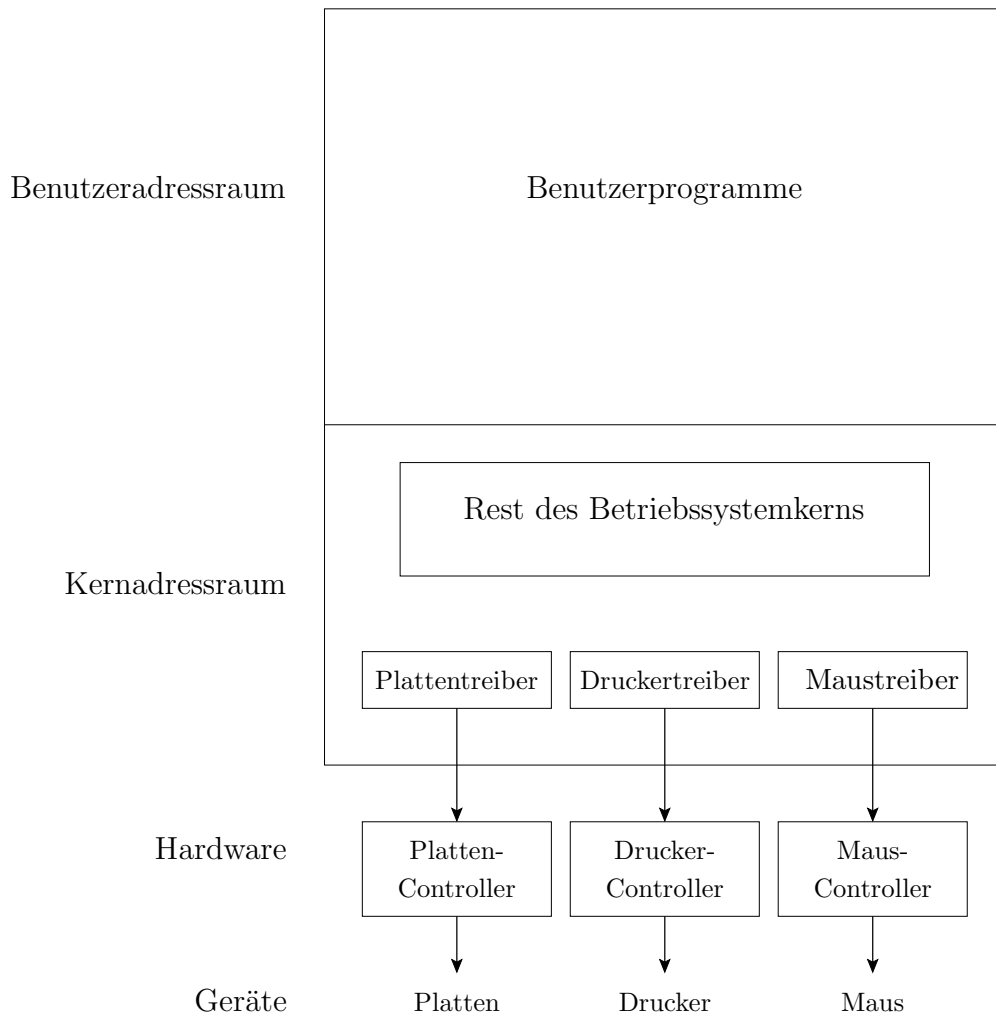 Benutzeradressraum
Benutzerprogramme
Rest des Betriebssystemkerns
Kernadressraum
Plattentreiber
Druckertreiber
Maustreiber
Hardware
Platten-
Controller
Drucker-
Controller
Maus-
Controller
Geräte
Platten
Drucker
Maus